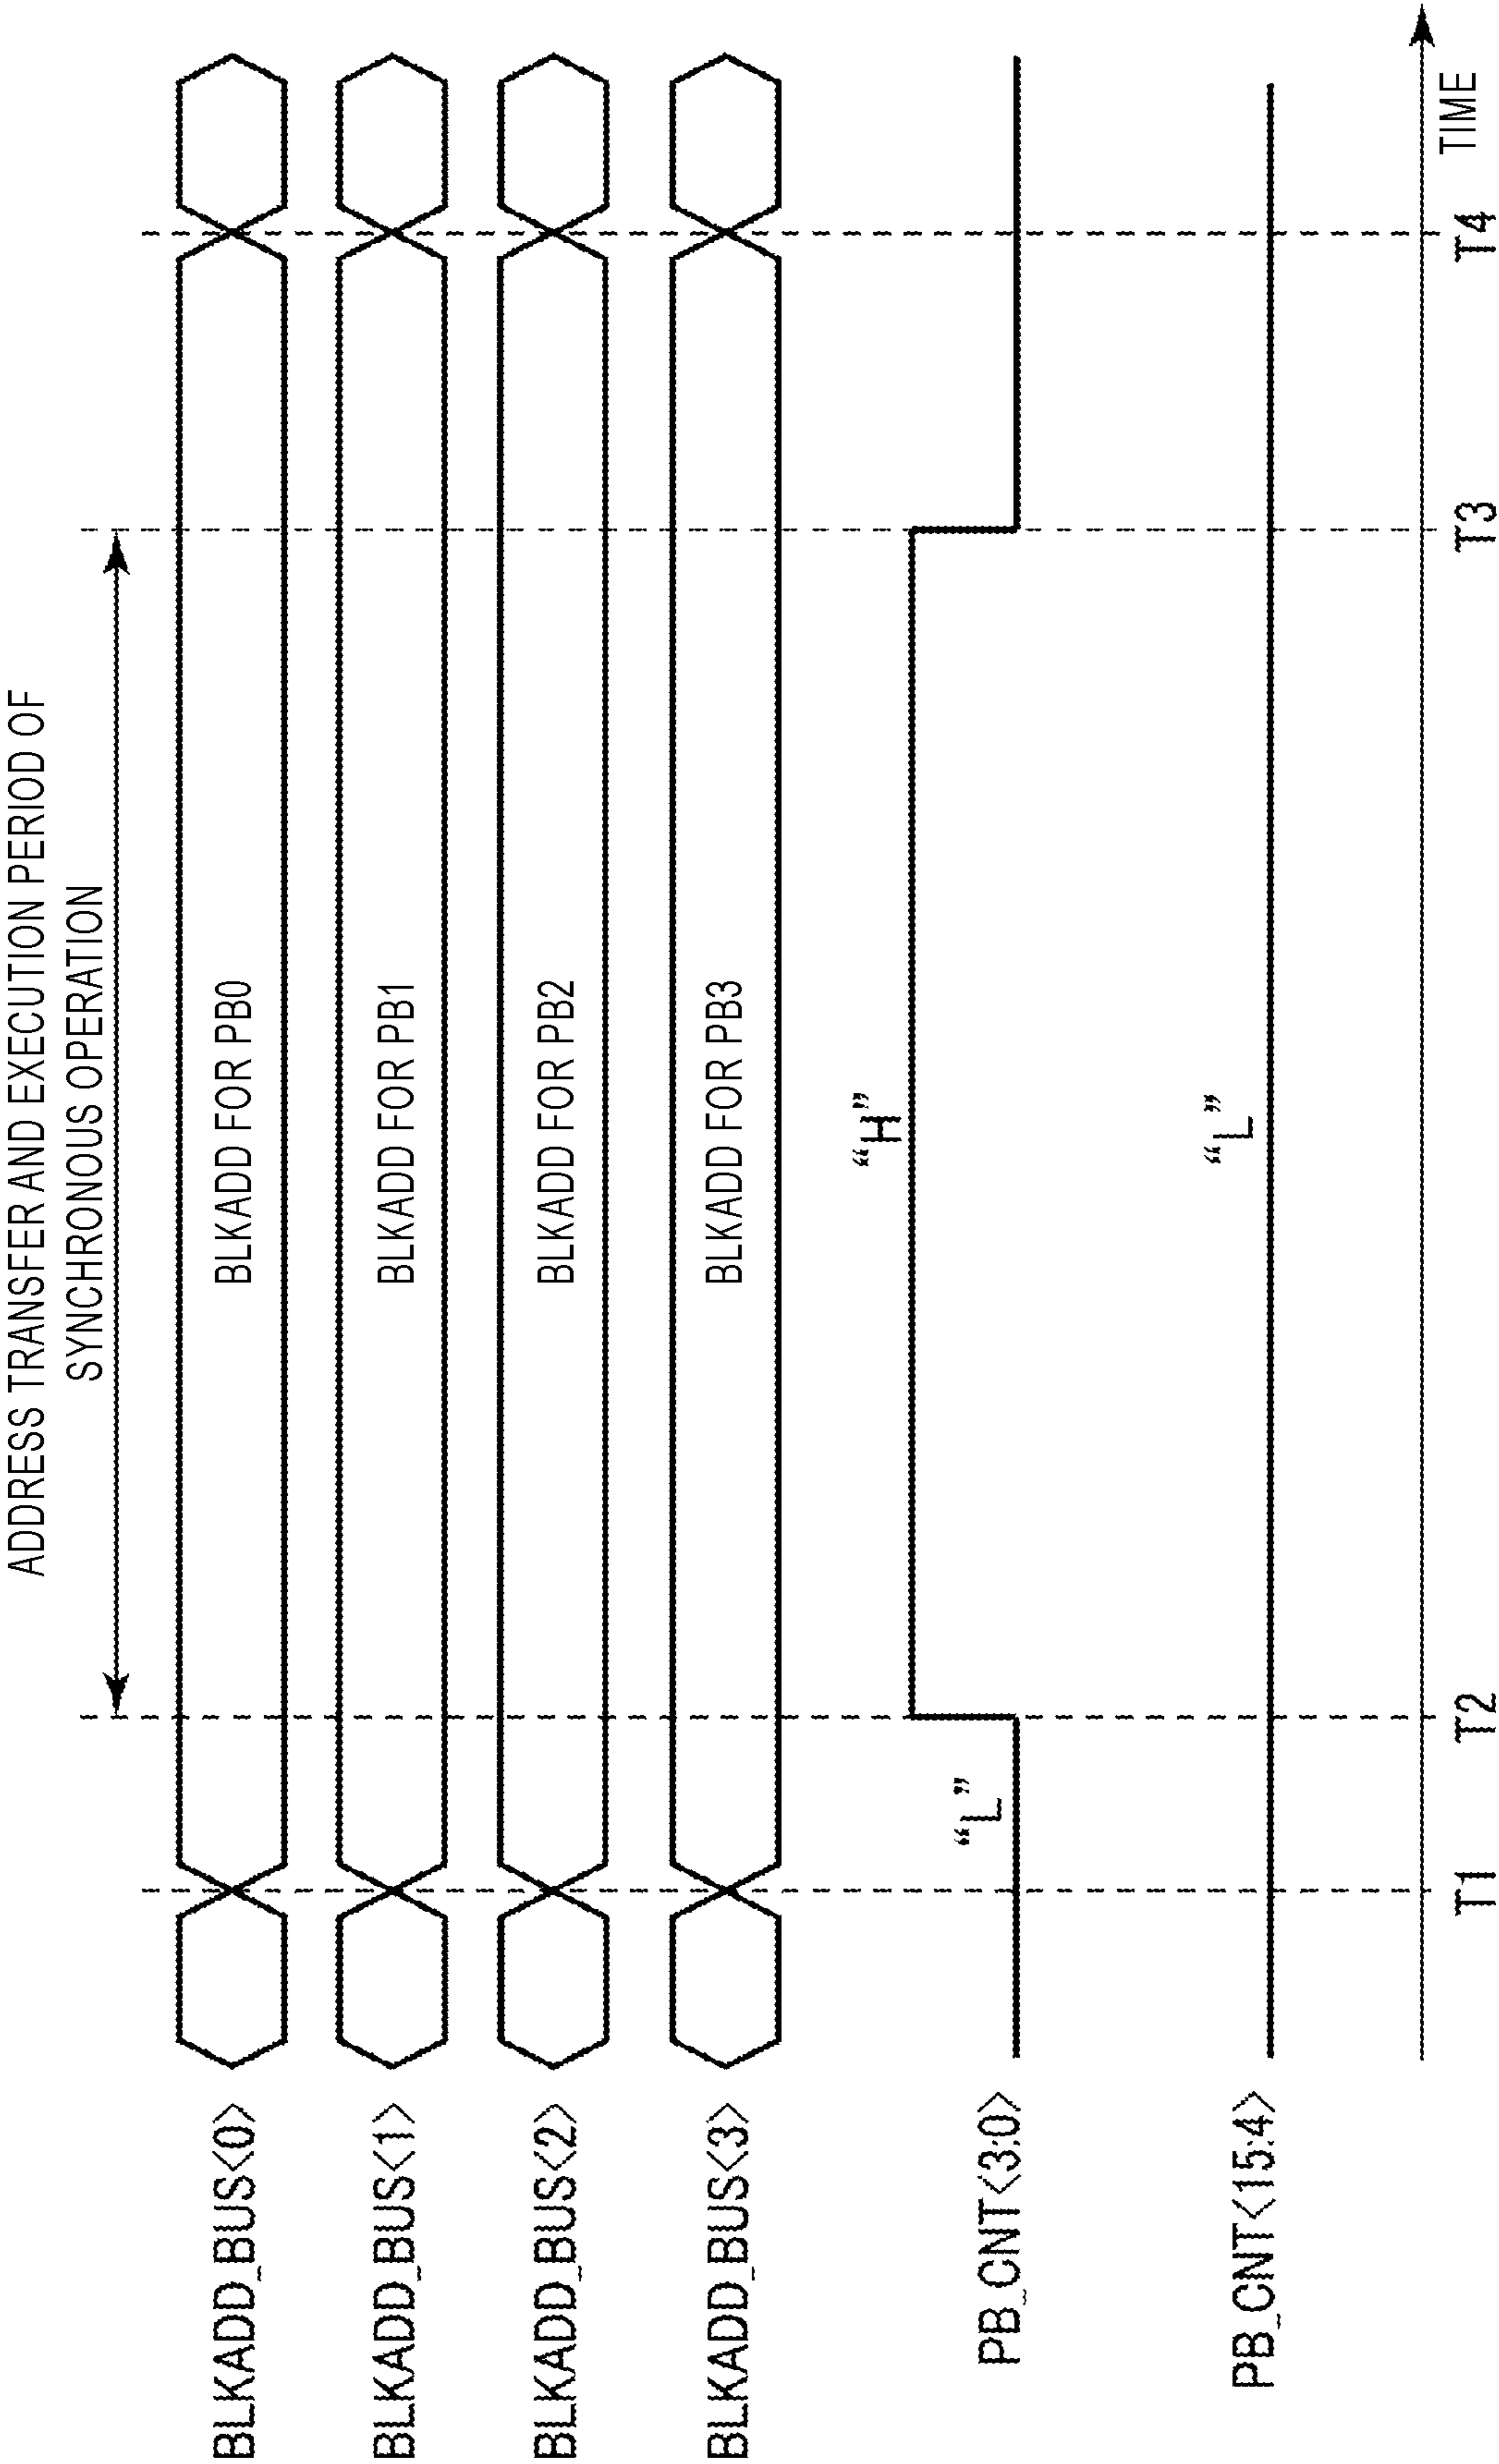 ADDRESS TRANSFER AND EXECUTION PERIOD OF
SYNCHRONOUS OPERATION
BLKADD_BUS<0>
BLKADD FOR PB0
BLKADD_BUS<1>
BLKADD FOR PB1
BLKADD_BUS<2>
BLKADD FOR PB2
BLKADD_BUS<3>
BLKADD FOR PB3
PB_CNT<3:0>
“L”
“H”
PB_CNT<15:4>
“L”
T1
T2
T3
T4
TIME